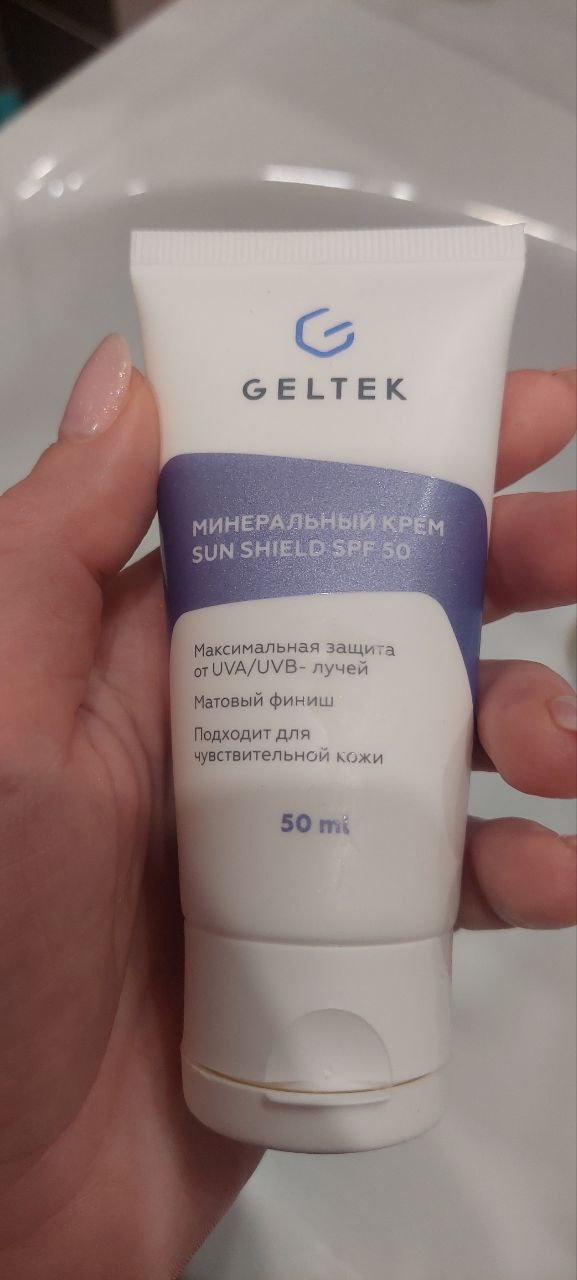 GELTEK
МИНЕРАЛЬНЫЙ КРЕМ
SUN SHIELD SPF 50
Максимальная защита
от UVA/UVB- лучей
Матовый финиш
Подходит для
чувствительной кожи
50 ml